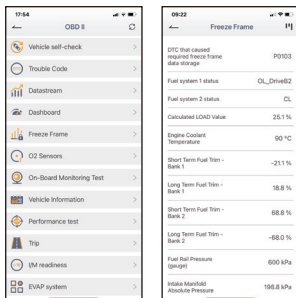 17:54
OBD II
Vehicle self-check
Trouble Code
Datastream
Dashboard
Freeze Frame
O2 Sensors
On-Board Monitoring Test
Vehicle Information
Performance test
Trip
I/M readiness
EVAP system
09:22
Freeze Frame
DTC that caused
required freeze frame
data storage
P0103
Fuel system 1 status
OL_DriveB2
Fuel system 2 status
CL
Calculated LOAD Value
25.1 %
Engine Coolant
Temperature
90 °C
Short Term Fuel Trim -
Bank 1
-21.1 %
Long Term Fuel Trim -
Bank 1
18.8 %
Short Term Fuel Trim -
Bank 2
68.8 %
Long Term Fuel Trim -
Bank 2
-68.0 %
Fuel Rail Pressure
(gauge)
600 kPa
Intake Manifold
Absolute Pressure
198.8 kPa